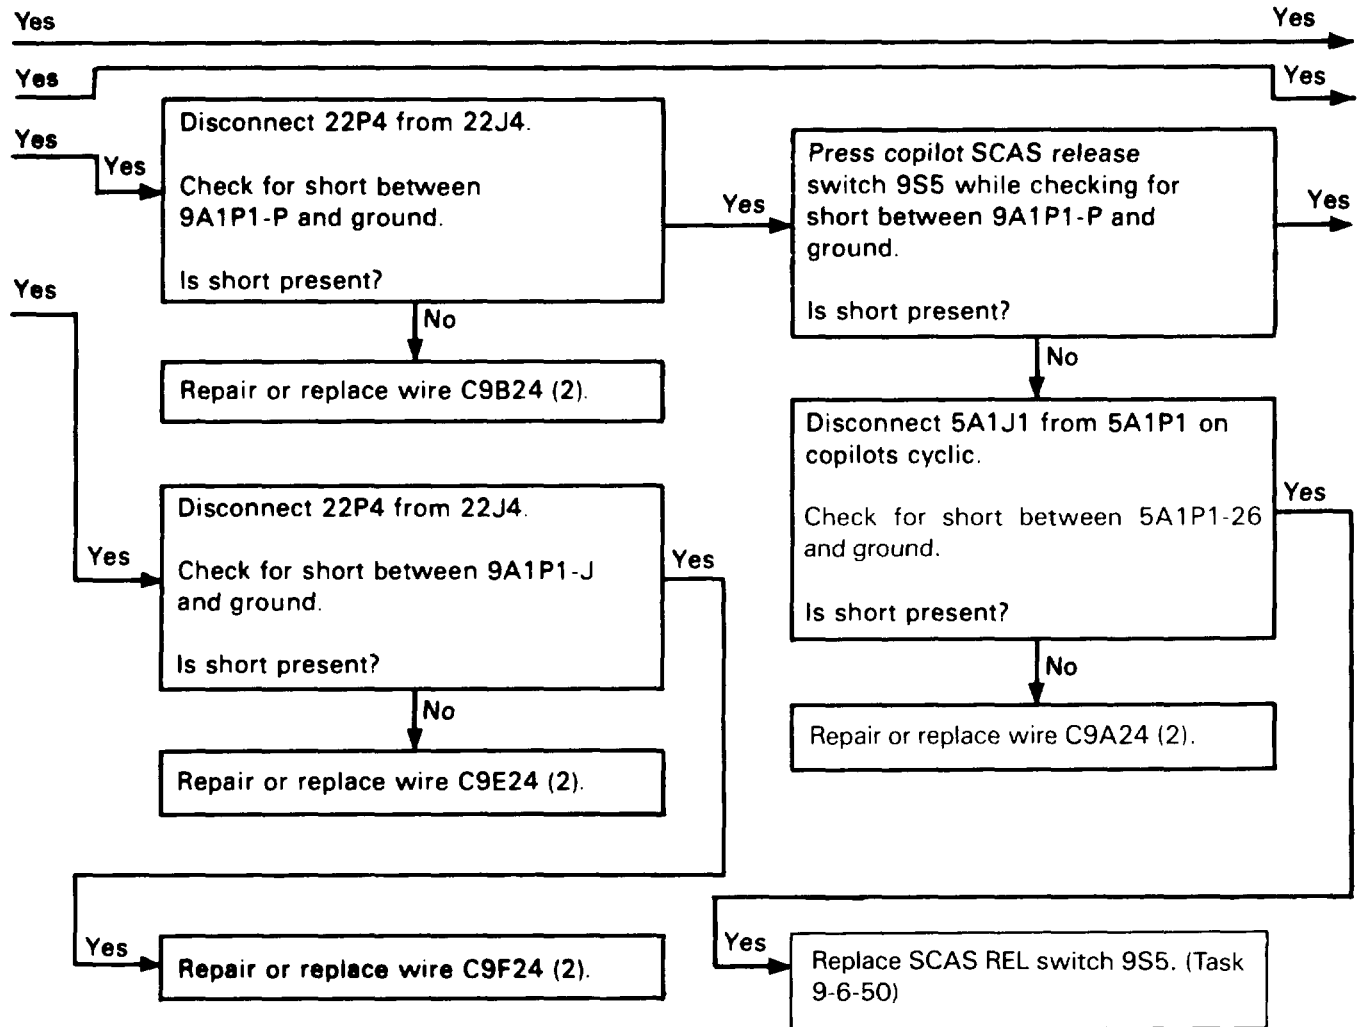 Yes
Yes
Yes
Yes
Yes
Yes
Disconnect 22P4 from 22J4.
Check for short between
9A1P1-P and ground.
Is short present?
Yes
Press copilot SCAS release
switch 9S5 while checking for
short between 9A1P1-P and
ground.
Is short present?
Yes
No
Repair or replace wire C9B24 (2).
No
Disconnect 5A1J1 from 5A1P1 on
copilots cyclic.
Check for short between 5A1P1-26
and ground.
Is short present?
Yes
No
Repair or replace wire C9A24 (2).
Yes
Yes
Disconnect 22P4 from 22J4.
Check for short between 9A1P1-J
and ground.
Is short present?
Yes
No
Repair or replace wire C9E24 (2).
Yes
Repair or replace wire C9F24 (2).
Yes
Replace SCAS REL switch 9S5. (Task
9-6-50)